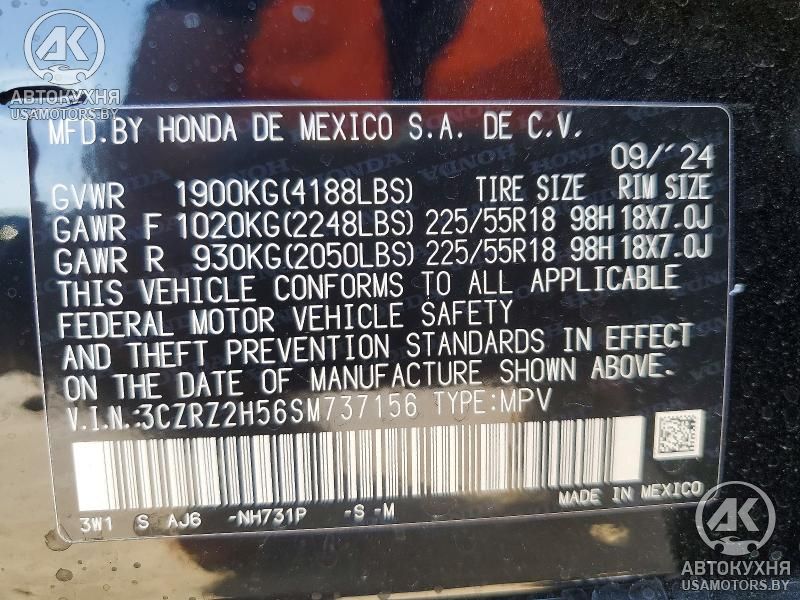 AK
АВТОКУХНЯ
USAMOTORS.BY
MFD. BY HONDA DE MEXICO S.A. DE C.V.
09/'24
GVWR 1900KG(4188LBS) TIRE SIZE RIM SIZE
GAWR F 1020KG(2248LBS) 225/55R18 98H 18X7.0J
GAWR R 930KG(2050LBS) 225/55R18 98H 18X7.0J
THIS VEHICLE CONFORMS TO ALL APPLICABLE
FEDERAL MOTOR VEHICLE SAFETY
AND THEFT PREVENTION STANDARDS IN EFFECT
ON THE DATE OF MANUFACTURE SHOWN ABOVE.
V.I.N.:3CZRZ2H56SM737156 TYPE:MPV
3W1 S AJ6 -NH731P -S -M
MADE IN MEXICO
AK
АВТОКУХНЯ
USAMOTORS.BY